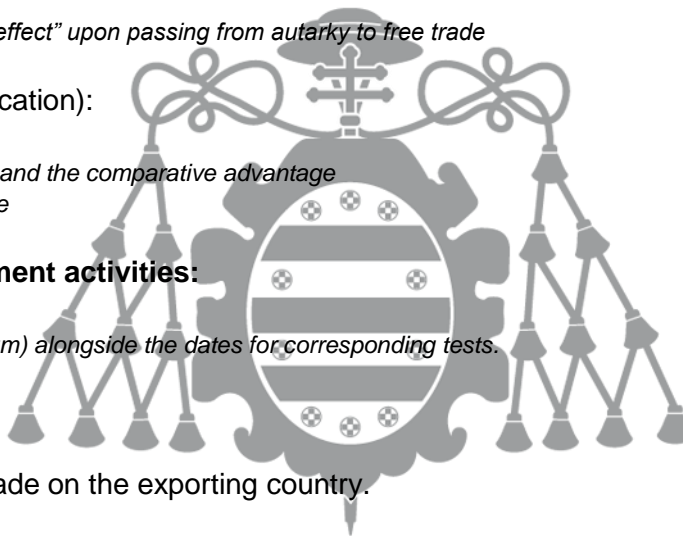 effect” upon passing from autarky to free trade
cation):
and the comparative advantage
e
ment activities:
m) alongside the dates for corresponding tests.
ade on the exporting country.